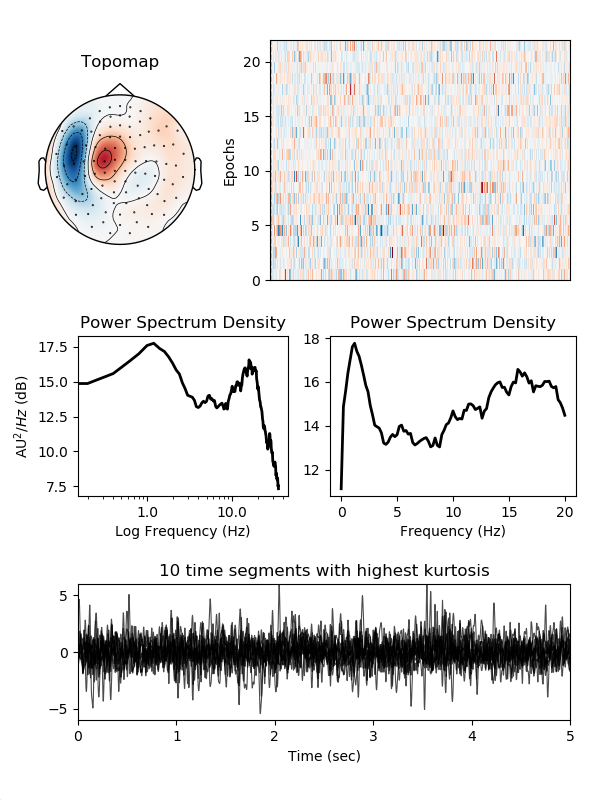 Topomap
Epochs
20
15
10
5
0
Power Spectrum Density
AU²/Hz (dB)
17.5
15.0
12.5
10.0
7.5
1.0 10.0
Log Frequency (Hz)
Power Spectrum Density
18
16
14
12
0 5 10 15 20
Frequency (Hz)
10 time segments with highest kurtosis
5
0
−5
0 1 2 3 4 5
Time (sec)